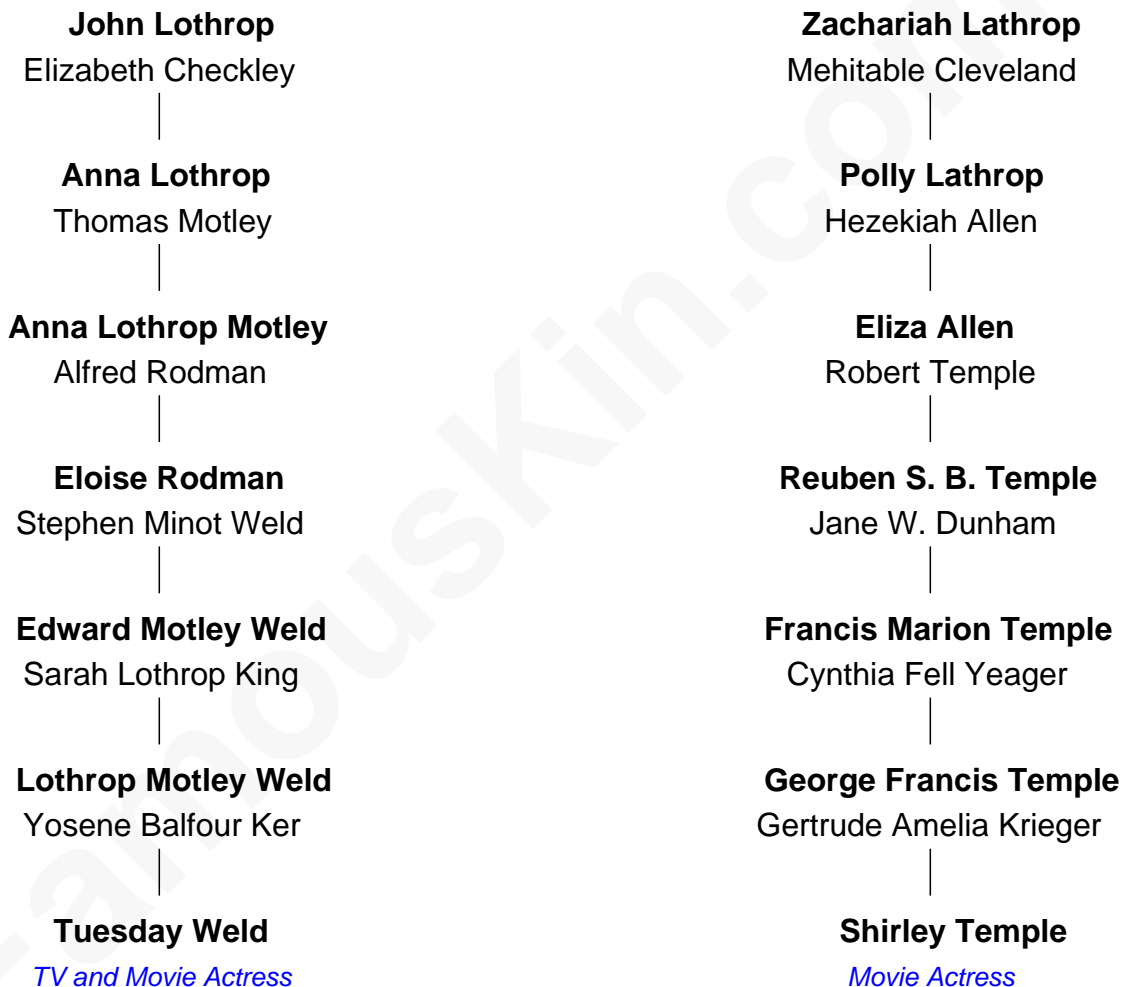 John Lothrop
Elizabeth Checkley
Anna Lothrop
Thomas Motley
Anna Lothrop Motley
Alfred Rodman
Eloise Rodman
Stephen Minot Weld
Edward Motley Weld
Sarah Lothrop King
Lothrop Motley Weld
Yosene Balfour Ker
Tuesday Weld
TV and Movie Actress
Zachariah Lathrop
Mehitable Cleveland
Polly Lathrop
Hezekiah Allen
Eliza Allen
Robert Temple
Reuben S. B. Temple
Jane W. Dunham
Francis Marion Temple
Cynthia Fell Yeager
George Francis Temple
Gertrude Amelia Krieger
Shirley Temple
Movie Actress
amousKin.com